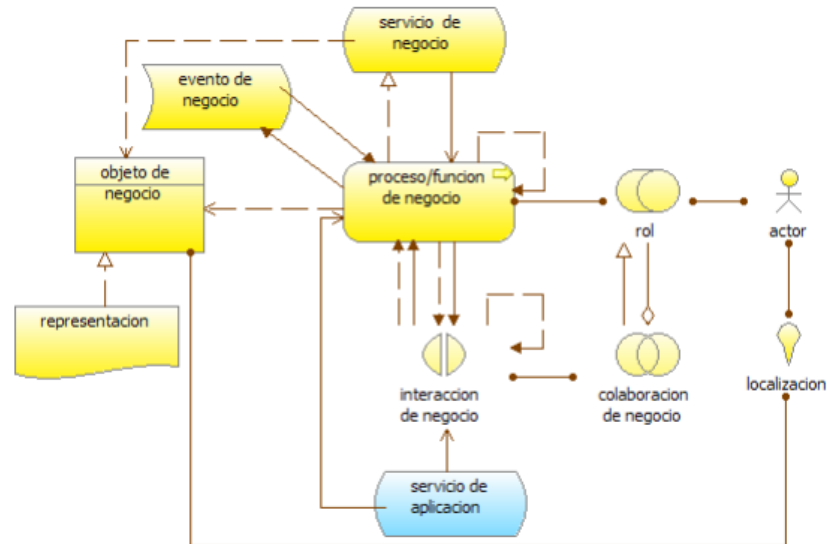 servicio de
negocio
evento de
negocio
objeto de
negocio
proceso/funcion
de negocio
rol
actor
representacion
interaccion
de negocio
colaboracion
de negocio
localizacion
servicio de
aplicacion